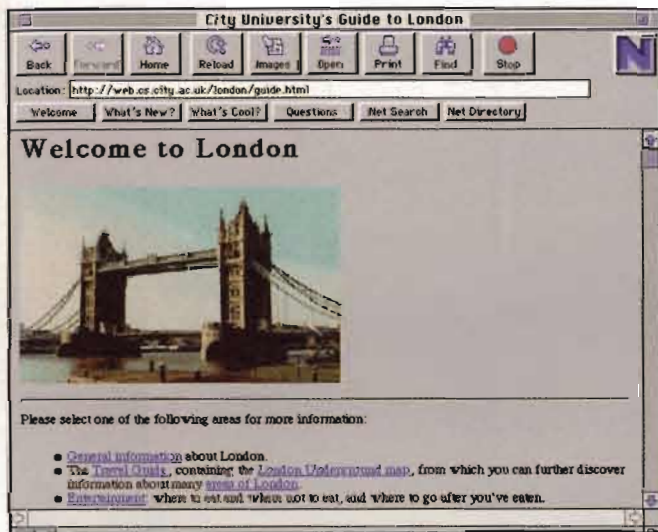 City University's Guide to London
Back Forward Home Reload Images Open Print Find Stop
N
Location: http://web.cs.city.ac.uk/london/guide.html
Welcome What's New? What's Cool? Questions Net Search Net Directory
Welcome to London
Please select one of the following areas for more information:
General information about London.
The Travel Guide, containing the London Underground map, from which you can further discover
information about many areas of London.
Entertainment: where to eat and where not to eat, and where to go after you've eaten.